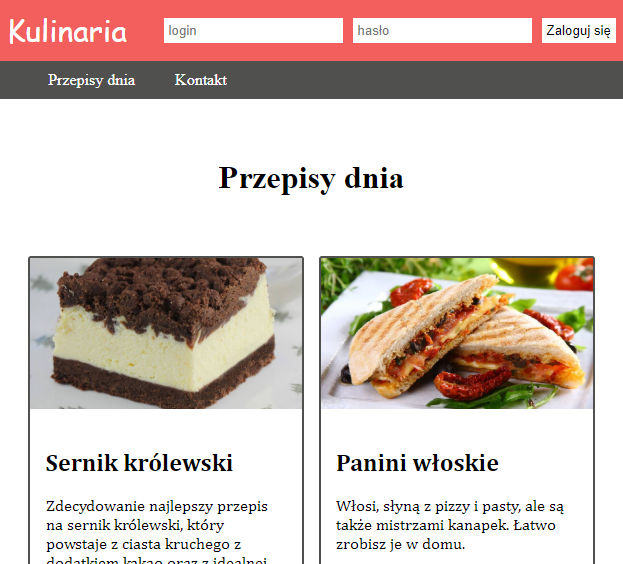 Kulinaria
login
hasło
Zaloguj się
Przepisy dnia
Kontakt
Przepisy dnia
Sernik królewski
Zdecydowanie najlepszy przepis
na sernik królewski, który
powstaje z ciasta kruchego z
dodatkiem kakao oraz z idealnej
Panini włoskie
Włosi, słyną z pizzy i pasty, ale są
także mistrzami kanapek. Łatwo
zrobisz je w domu.